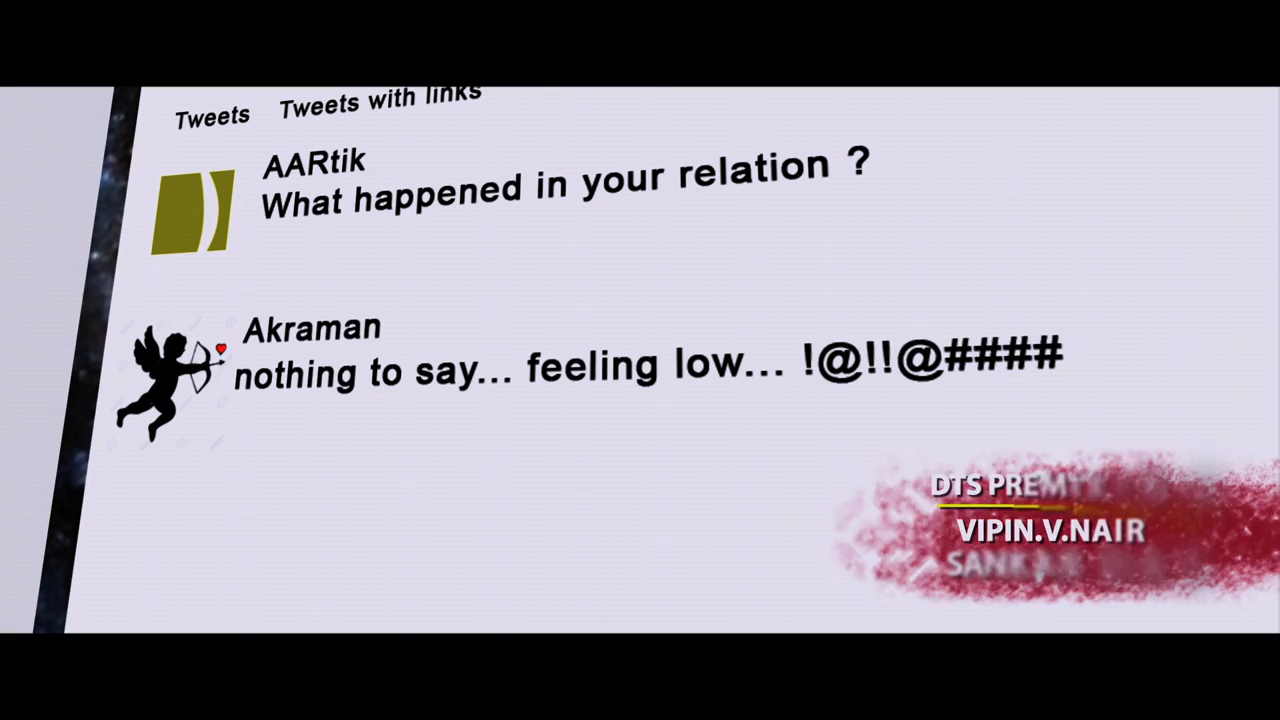 Tweets Tweets with links
AARtik
What happened in your relation ?
Akraman
nothing to say... feeling low... !@!!@####
DTS
VIPIN.V.NAIR